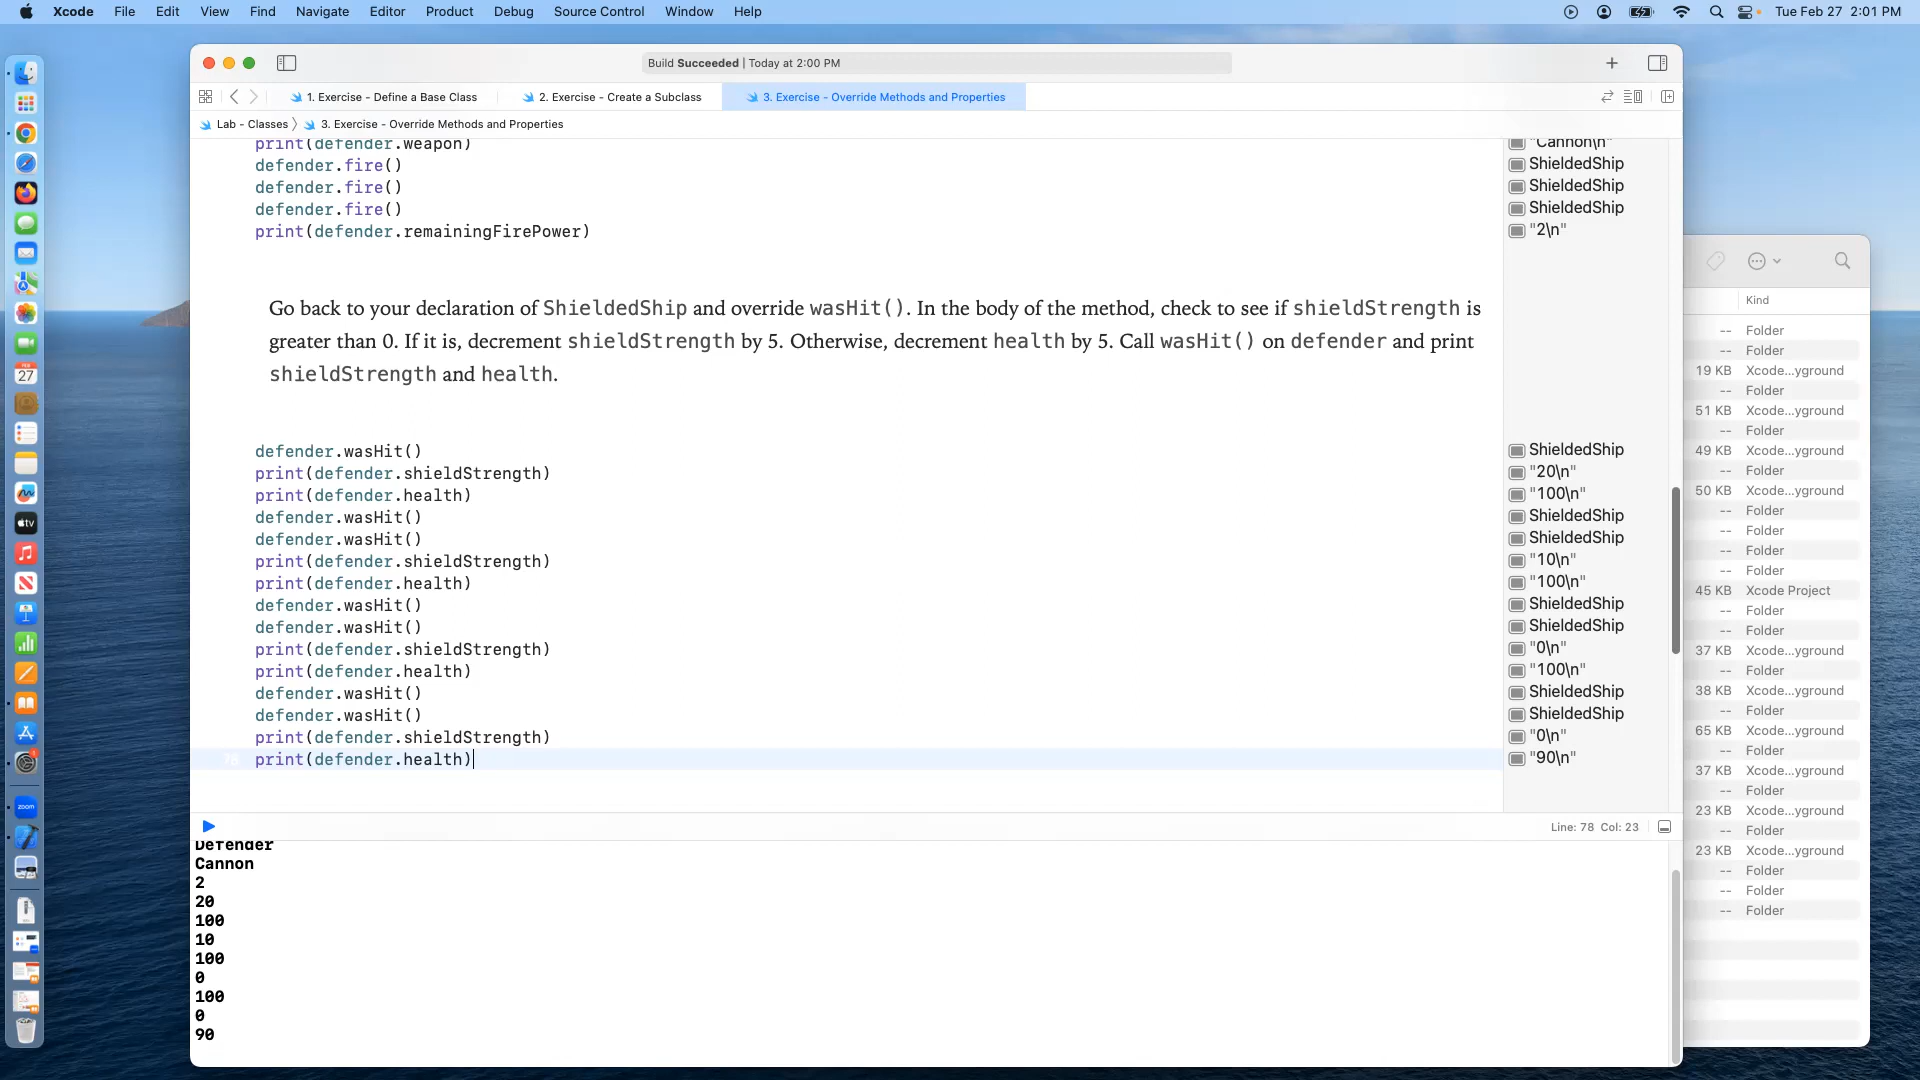 Xcode File Edit View Find Navigate Editor Product Debug Source Control Window Help
Tue Feb 27 2:01 PM
Build Succeeded | Today at 2:00 PM
1. Exercise - Define a Base Class
2. Exercise - Create a Subclass
3. Exercise - Override Methods and Properties
Lab - Classes 〉 3. Exercise - Override Methods and Properties
print(defender.weapon) "Cannon\n"
defender.fire() ShieldedShip
defender.fire() ShieldedShip
defender.fire() ShieldedShip
print(defender.remainingFirePower) "2\n"
Go back to your declaration of ShieldedShip and override wasHit(). In the body of the method, check to see if shieldStrength is
greater than 0. If it is, decrement shieldStrength by 5. Otherwise, decrement health by 5. Call wasHit() on defender and print
shieldStrength and health.
defender.wasHit() ShieldedShip
print(defender.shieldStrength) "20\n"
print(defender.health) "100\n"
defender.wasHit() ShieldedShip
defender.wasHit() ShieldedShip
print(defender.shieldStrength) "10\n"
print(defender.health) "100\n"
defender.wasHit() ShieldedShip
defender.wasHit() ShieldedShip
print(defender.shieldStrength) "0\n"
print(defender.health) "100\n"
defender.wasHit() ShieldedShip
defender.wasHit() ShieldedShip
print(defender.shieldStrength) "0\n"
78 print(defender.health) "90\n"
Line: 78 Col: 23
Defender
Cannon
2
20
100
10
100
0
100
0
90
Kind
-- Folder
-- Folder
19 KB Xcode...yground
-- Folder
51 KB Xcode...yground
-- Folder
49 KB Xcode...yground
-- Folder
50 KB Xcode...yground
-- Folder
-- Folder
-- Folder
-- Folder
45 KB Xcode Project
-- Folder
-- Folder
37 KB Xcode...yground
-- Folder
38 KB Xcode...yground
-- Folder
65 KB Xcode...yground
-- Folder
37 KB Xcode...yground
-- Folder
23 KB Xcode...yground
-- Folder
23 KB Xcode...yground
-- Folder
-- Folder
-- Folder
27
tv
zoom